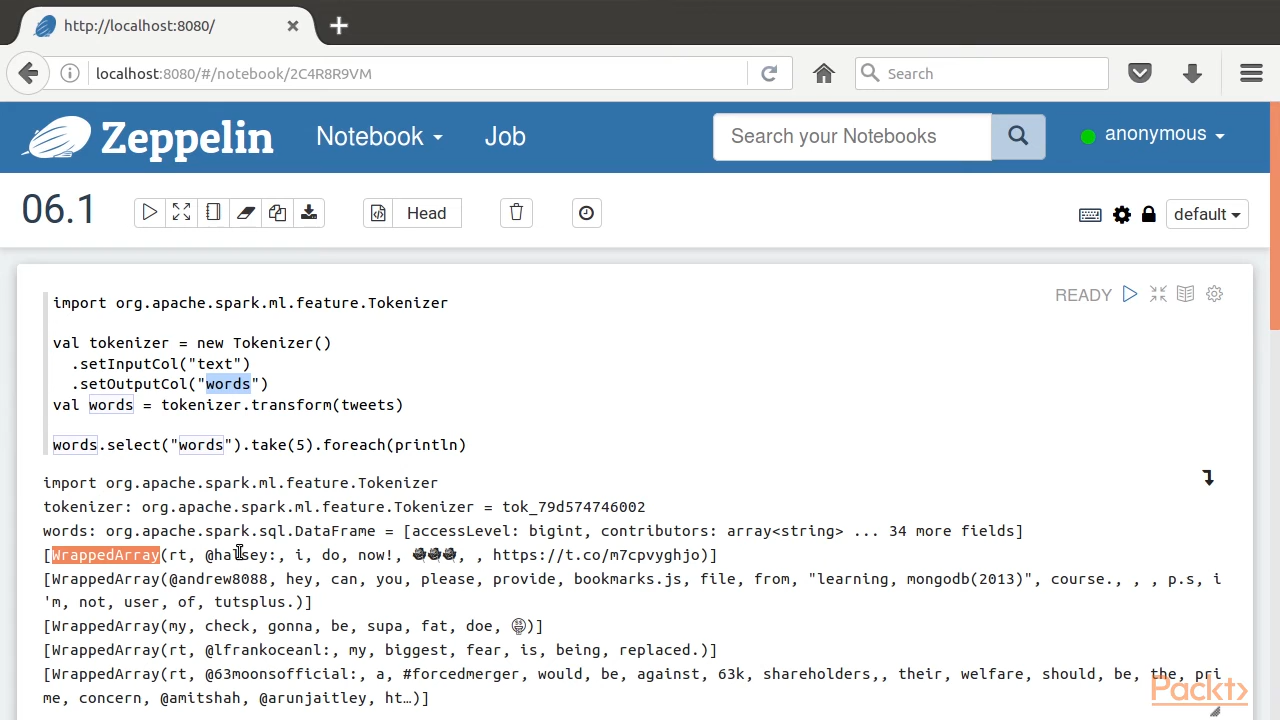 http://localhost:8080/
localhost:8080/#/notebook/2C4R8R9VM
Search
Zeppelin
Notebook
Job
Search your Notebooks
anonymous
06.1
Head
default
READY
import org.apache.spark.ml.feature.Tokenizer
val tokenizer = new Tokenizer()
.setInputCol("text")
.setOutputCol("words")
val words = tokenizer.transform(tweets)
words.select("words").take(5).foreach(println)
import org.apache.spark.ml.feature.Tokenizer
tokenizer: org.apache.spark.ml.feature.Tokenizer = tok_79d574746002
words: org.apache.spark.sql.DataFrame = [accessLevel: bigint, contributors: array<string> ... 34 more fields]
[WrappedArray(rt, @halsey:, i, do, now!, , , https://t.co/m7cpvyghjo)]
[WrappedArray(@andrew8088, hey, can, you, please, provide, bookmarks.js, file, from, "learning, mongodb(2013)", course., , , p.s, i
'm, not, user, of, tutsplus.)]
[WrappedArray(my, check, gonna, be, supa, fat, doe, )]
[WrappedArray(rt, @lfrankoceanl:, my, biggest, fear, is, being, replaced.)]
[WrappedArray(rt, @63moonsofficial:, a, #forcedmerger, would, be, against, 63k, shareholders,, their, welfare, should, be, the, pri
me, concern, @amitshah, @arunjaitley, ht…)]
Packt>